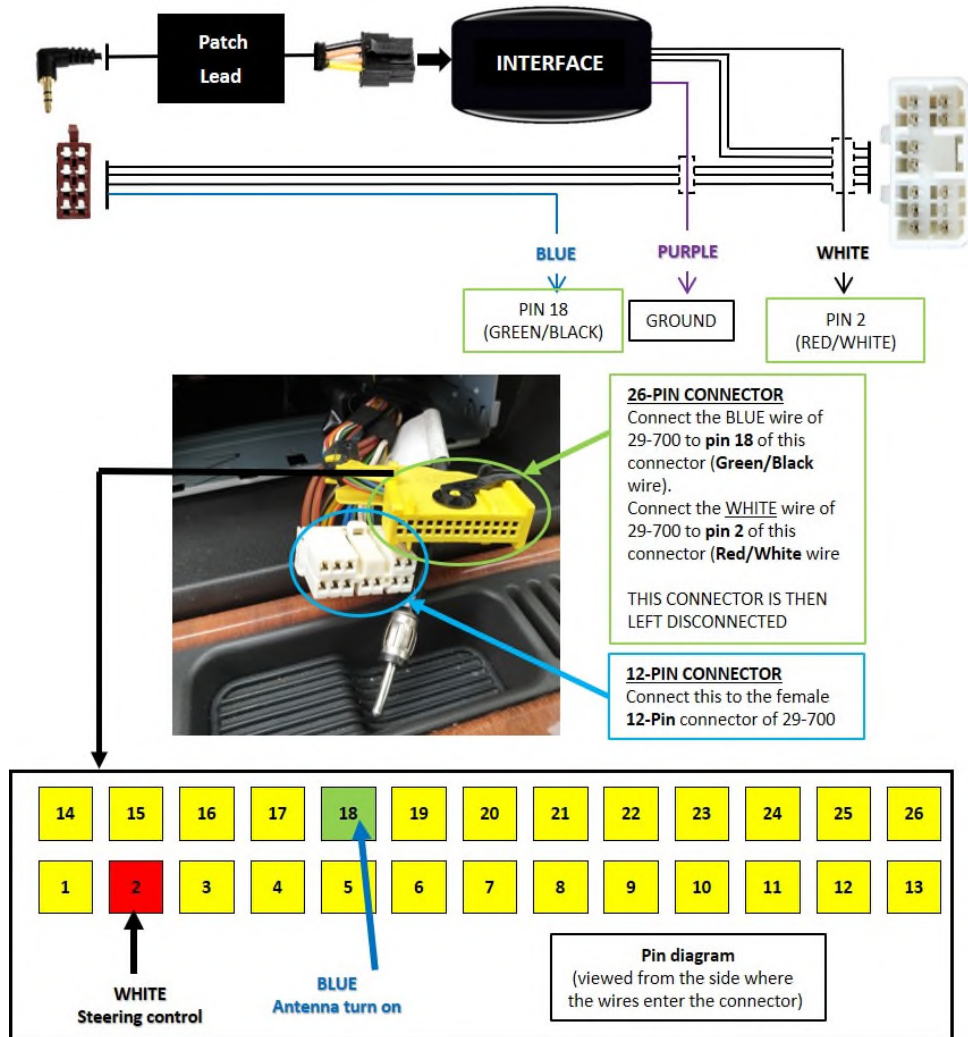 Patch
Lead
INTERFACE
BLUE
PURPLE
WHITE
PIN 18
(GREEN/BLACK)
GROUND
PIN 2
(RED/WHITE)
26-PIN CONNECTOR
Connect the BLUE wire of
29-700 to pin 18 of this
connector (Green/Black
wire).
Connect the WHITE wire of
29-700 to pin 2 of this
connector (Red/White wire
THIS CONNECTOR IS THEN
LEFT DISCONNECTED
12-PIN CONNECTOR
Connect this to the female
12-Pin connector of 29-700
14 15 16 17 18 19 20 21 22 23 24 25 26
1 2 3 4 5 6 7 8 9 10 11 12 13
WHITE
Steering control
BLUE
Antenna turn on
Pin diagram
(viewed from the side where
the wires enter the connector)